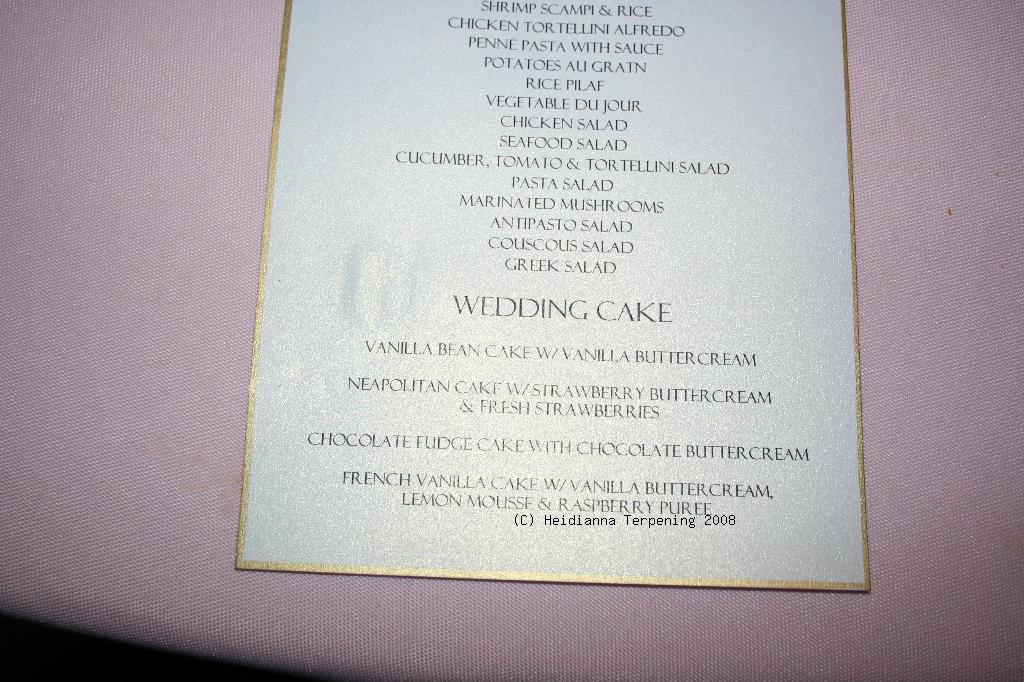 SHRIMP SCAMPI & RICE
CHICKEN TORTELLINI ALFREDO
PENNE PASTA WITH SAUCE
POTATOES AU GRATN
RICE PILAF
VEGETABLE DU JOUR
CHICKEN SALAD
SEAFOOD SALAD
CUCUMBER, TOMATO & TORTELLINI SALAD
PASTA SALAD
MARINATED MUSHROOMS
ANTIPASTO SALAD
COUSCOUS SALAD
GREEK SALAD
WEDDING CAKE
VANILLA BEAN CAKE W/ VANILLA BUTTERCREAM
NEAPOLITAN CAKE W/ STRAWBERRY BUTTERCREAM
& FRESH STRAWBERRIES
CHOCOLATE FUDGE CAKE WITH CHOCOLATE BUTTERCREAM
FRENCH VANILLA CAKE W/ VANILLA BUTTERCREAM,
LEMON MOUSSE & RASPBERRY PUREE
(C) Heidianna Terpening 2008